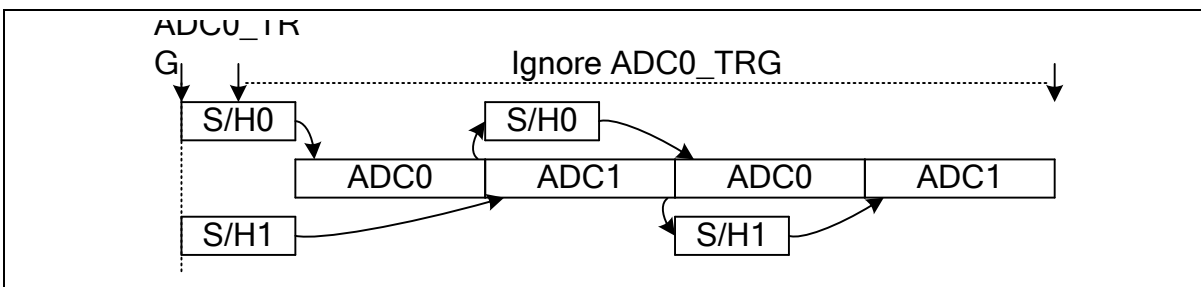 ADC0_TR
G
Ignore ADC0_TRG
S/H0
S/H0
ADC0
ADC1
ADC0
ADC1
S/H1
S/H1